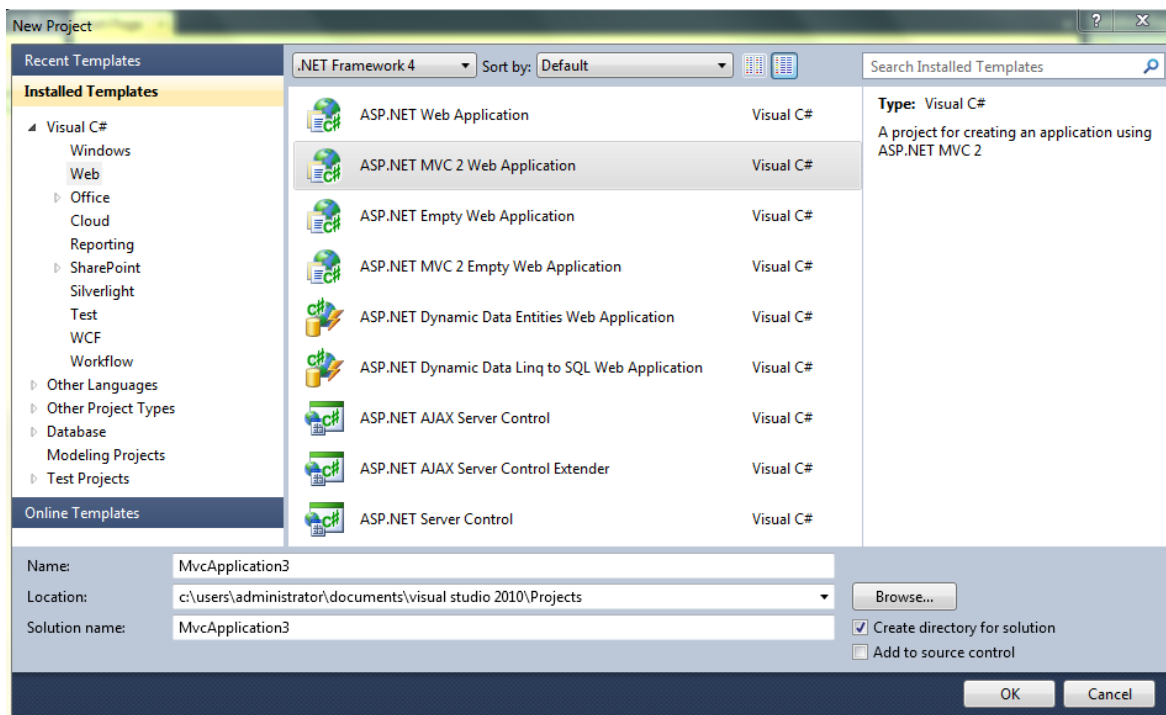 New Project
Recent Templates
Installed Templates
Visual C#
Windows
Web
Office
Cloud
Reporting
SharePoint
Silverlight
Test
WCF
Workflow
Other Languages
Other Project Types
Database
Modeling Projects
Test Projects
Online Templates
.NET Framework 4 Sort by: Default
ASP.NET Web Application Visual C#
ASP.NET MVC 2 Web Application Visual C#
ASP.NET Empty Web Application Visual C#
ASP.NET MVC 2 Empty Web Application Visual C#
ASP.NET Dynamic Data Entities Web Application Visual C#
ASP.NET Dynamic Data Linq to SQL Web Application Visual C#
ASP.NET AJAX Server Control Visual C#
ASP.NET AJAX Server Control Extender Visual C#
ASP.NET Server Control Visual C#
Search Installed Templates
Type: Visual C#
A project for creating an application using
ASP.NET MVC 2
Name: MvcApplication3
Location: c:\users\administrator\documents\visual studio 2010\Projects Browse...
Solution name: MvcApplication3
Create directory for solution
Add to source control
OK Cancel